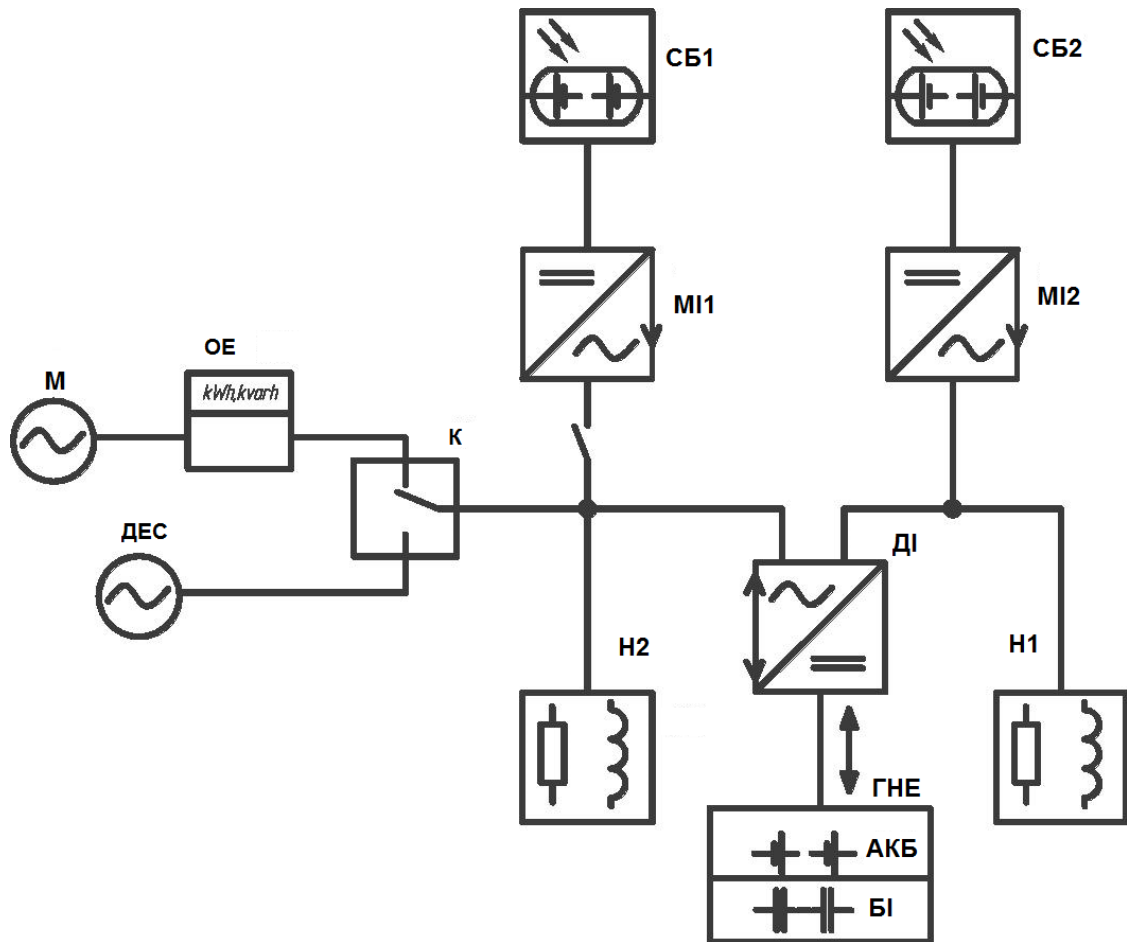 СБ1
СБ2
МІ1
МІ2
ОЕ
М
kWh,kvarh
К
ДЕС
ДІ
Н2
Н1
ГНЕ
АКБ
БІ